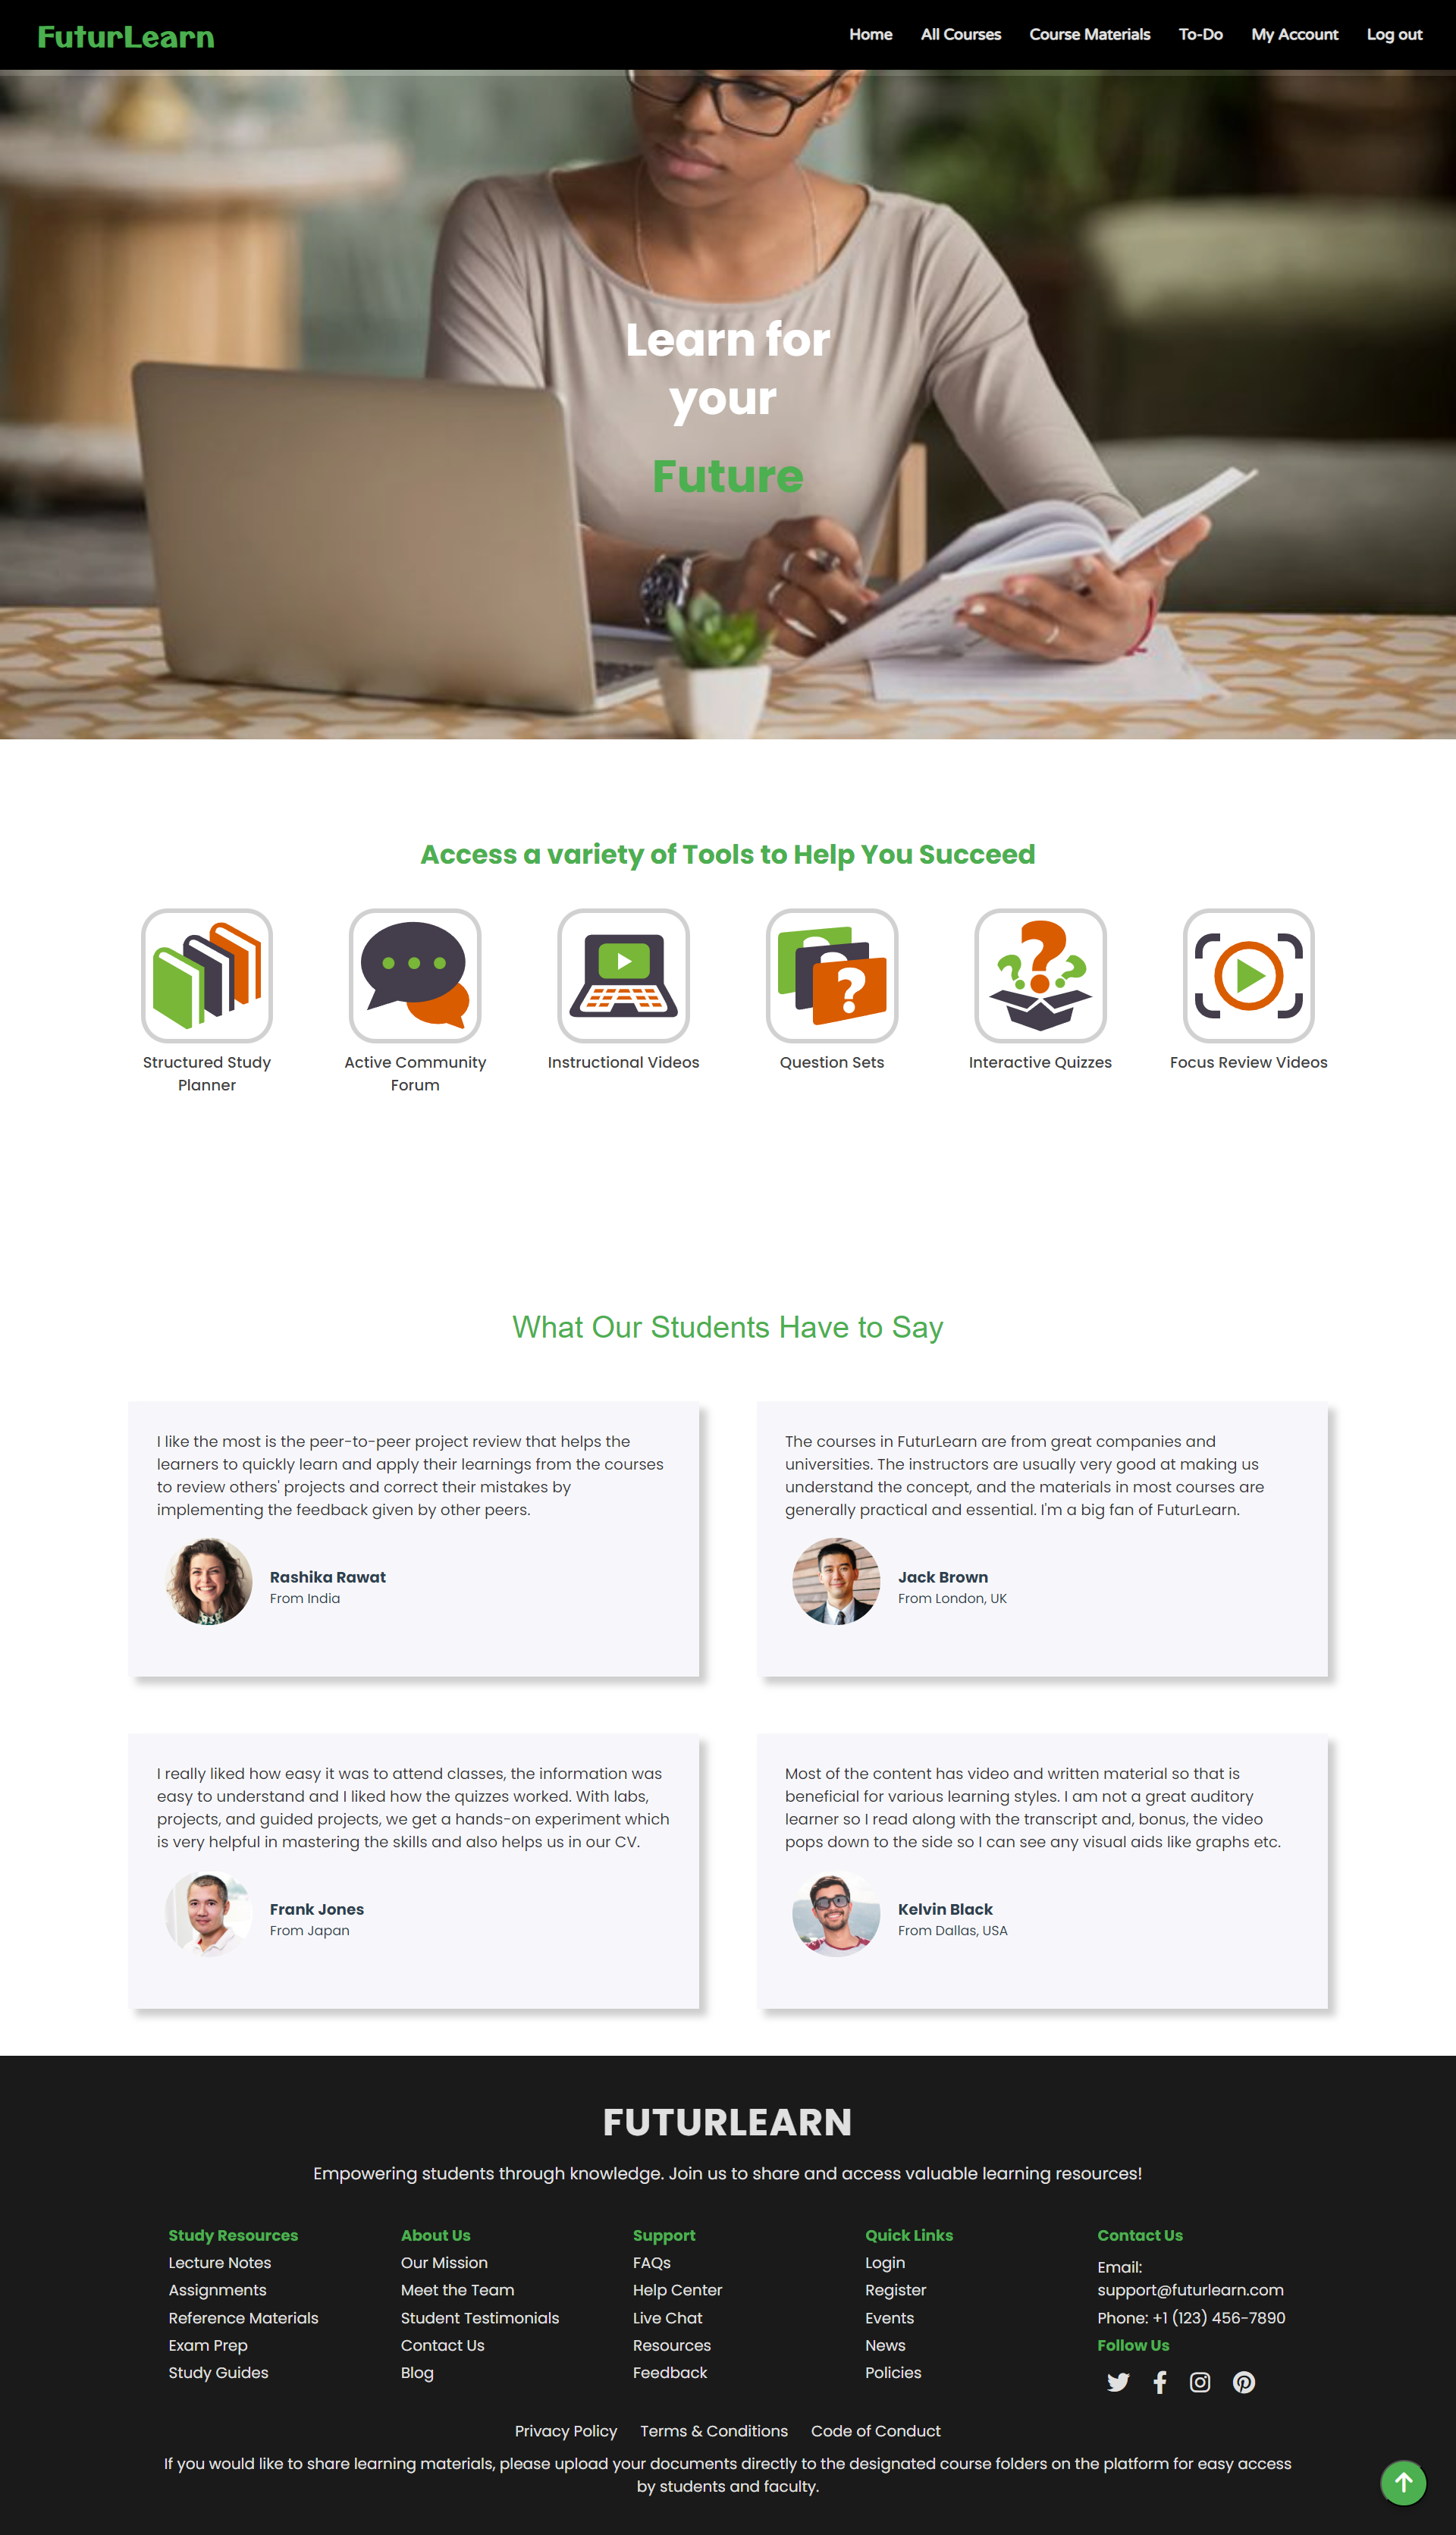 FuturLearn
Home All Courses Course Materials To-Do My Account Log out
Learn for
your
Future
Access a variety of Tools to Help You Succeed
Structured Study
Planner
Active Community
Forum
Instructional Videos
Question Sets
Interactive Quizzes
Focus Review Videos
What Our Students Have to Say
I like the most is the peer-to-peer project review that helps the
learners to quickly learn and apply their learnings from the courses
to review others' projects and correct their mistakes by
implementing the feedback given by other peers.
Rashika Rawat
From India
The courses in FuturLearn are from great companies and
universities. The instructors are usually very good at making us
understand the concept, and the materials in most courses are
generally practical and essential. I'm a big fan of FuturLearn.
Jack Brown
From London, UK
I really liked how easy it was to attend classes, the information was
easy to understand and I liked how the quizzes worked. With labs,
projects, and guided projects, we get a hands-on experiment which
is very helpful in mastering the skills and also helps us in our CV.
Frank Jones
From Japan
Most of the content has video and written material so that is
beneficial for various learning styles. I am not a great auditory
learner so I read along with the transcript and, bonus, the video
pops down to the side so I can see any visual aids like graphs etc.
Kelvin Black
From Dallas, USA
FUTURLEARN
Empowering students through knowledge. Join us to share and access valuable learning resources!
Study Resources
Lecture Notes
Assignments
Reference Materials
Exam Prep
Study Guides
About Us
Our Mission
Meet the Team
Student Testimonials
Contact Us
Blog
Support
FAQs
Help Center
Live Chat
Resources
Feedback
Quick Links
Login
Register
Events
News
Policies
Contact Us
Email:
support@futurlearn.com
Phone: +1 (123) 456-7890
Follow Us
Privacy Policy Terms & Conditions Code of Conduct
If you would like to share learning materials, please upload your documents directly to the designated course folders on the platform for easy access
by students and faculty.